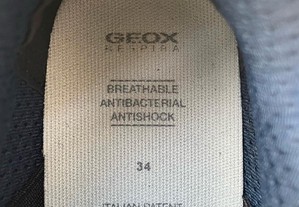 GEOX
RESPIRA
BREATHABLE
ANTIBACTERIAL
ANTISHOCK
34
ITALIAN PATENT